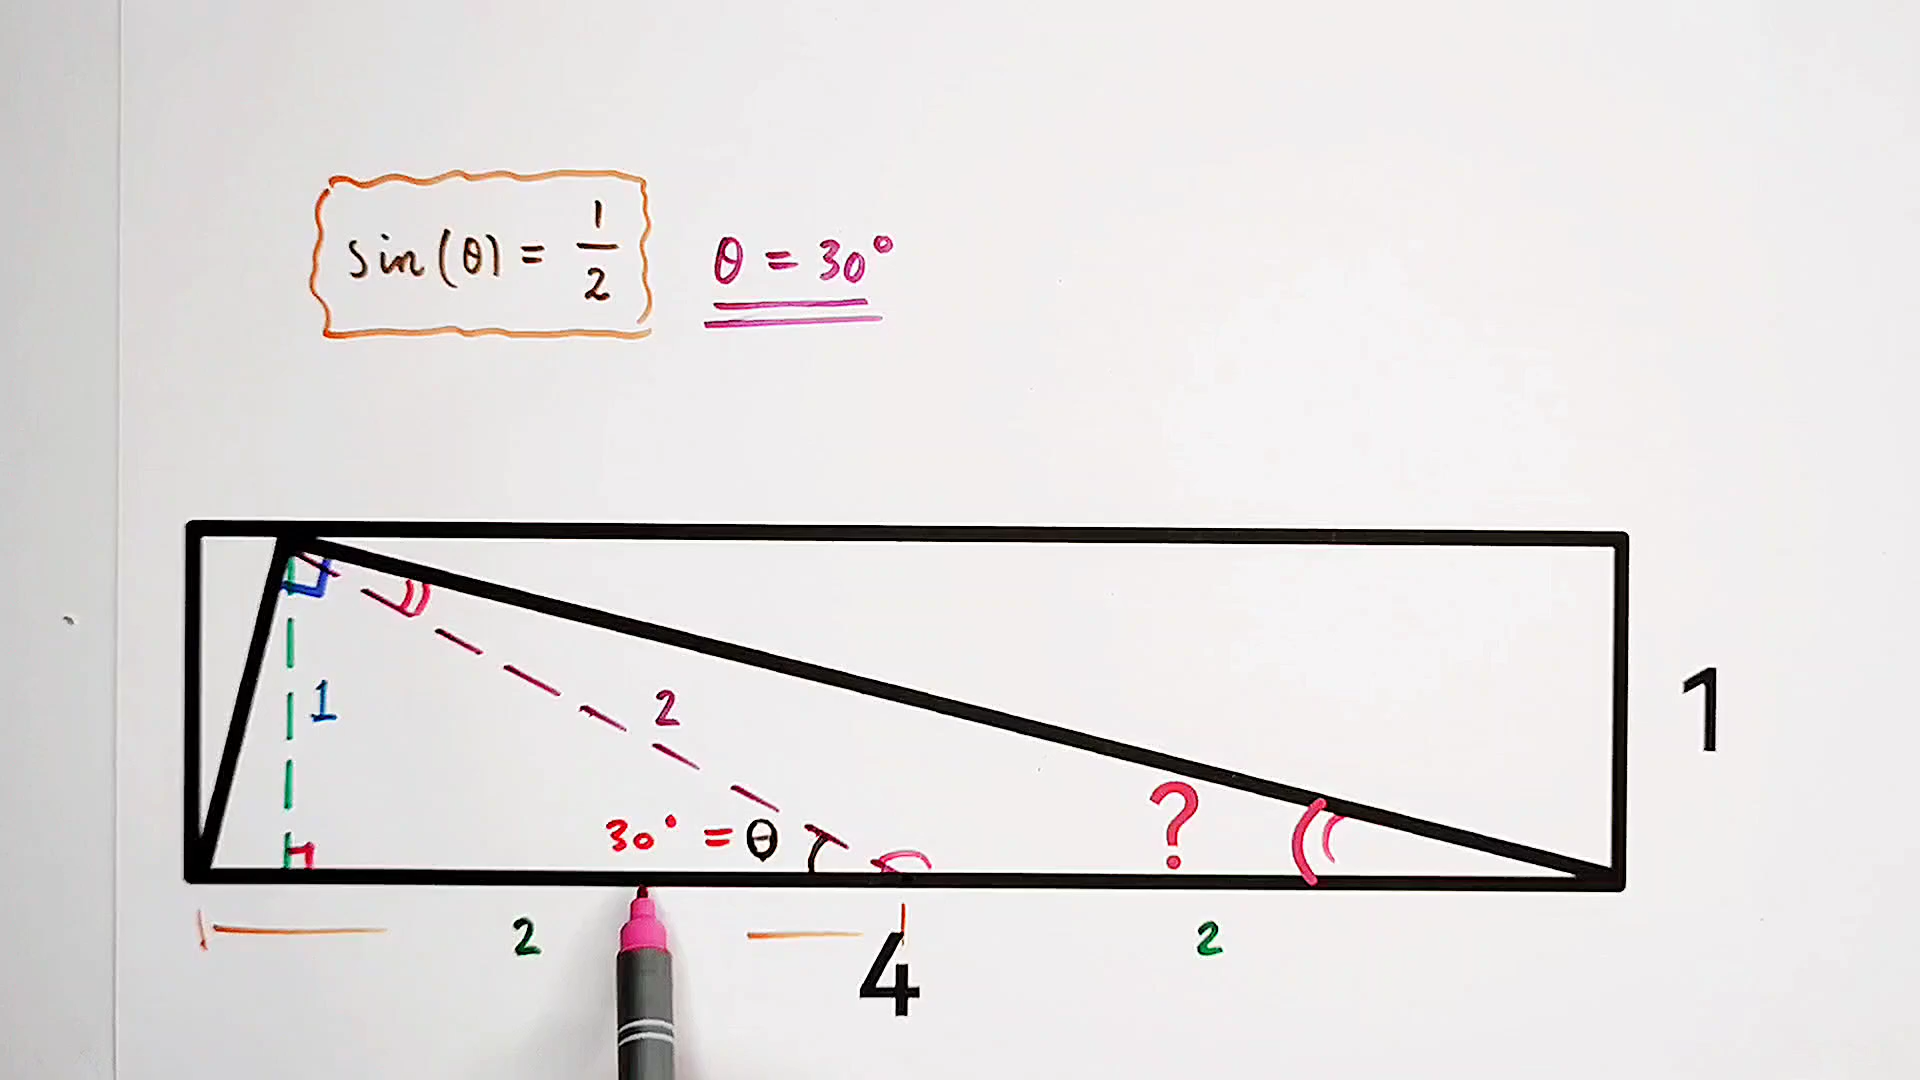 sin(θ) = 1/2
θ = 30°
1
2
1
30° = θ
?
2
4
2